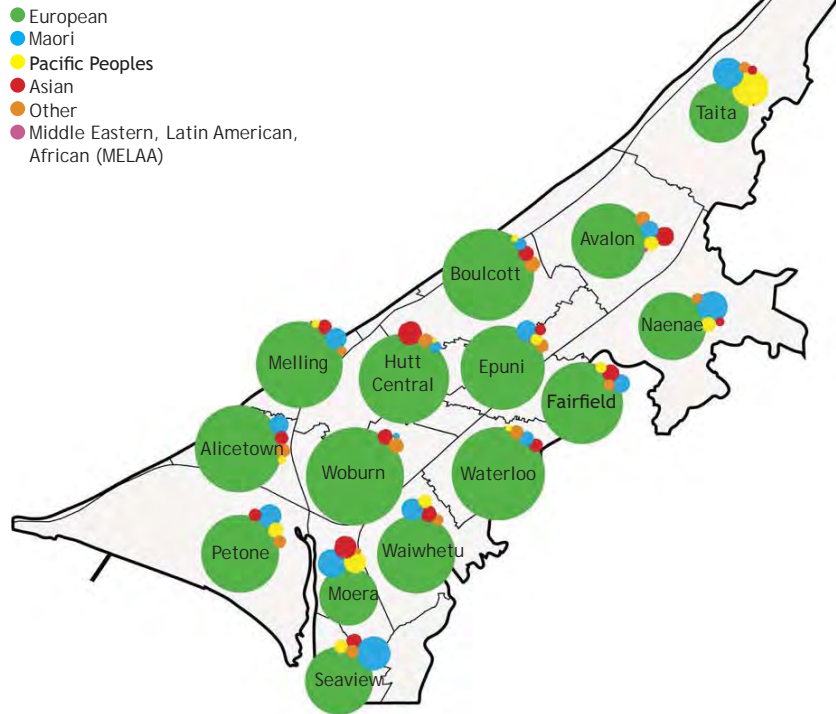 European
Maori
Pacific Peoples
Asian
Other
Middle Eastern, Latin American,
African (MELAA)
Taita
Avalon
Boulcott
Naenae
Melling
Hutt
Central
Epuni
Fairfield
Alicetown
Woburn
Waterloo
Petone
Waiwhetu
Moera
Seaview